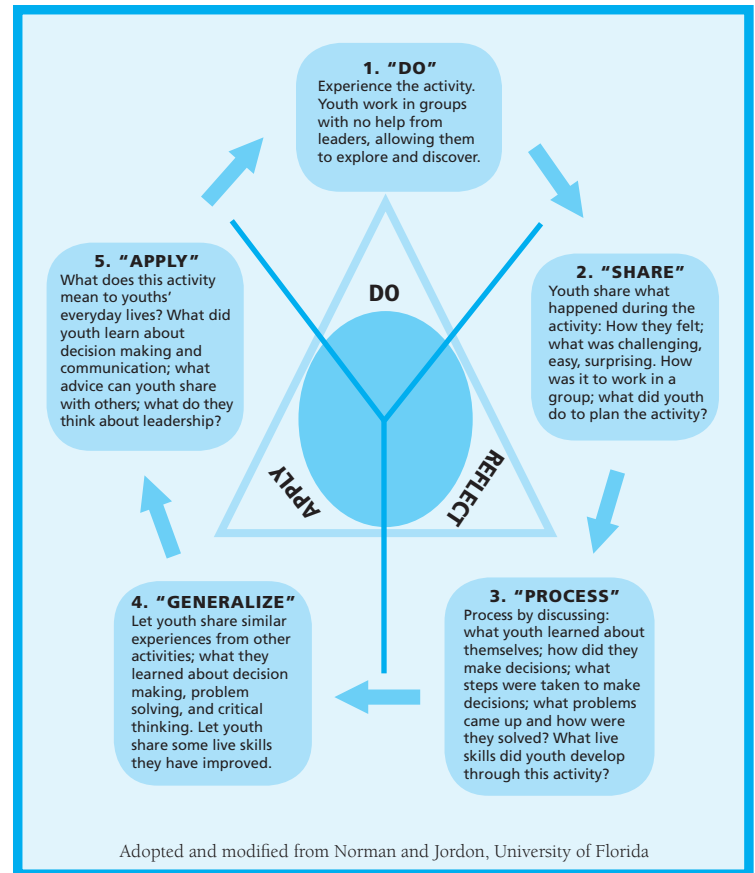 1. “DO”
Experience the activity.
Youth work in groups
with no help from
leaders, allowing them
to explore and discover.
2. “SHARE”
Youth share what
happened during the
activity: How they felt;
what was challenging,
easy, surprising. How
was it to work in a
group; what did youth
do to plan the activity?
3. “PROCESS”
Process by discussing:
what youth learned about
themselves; how did they
make decisions; what
steps were taken to make
decisions; what problems
came up and how were
they solved? What live
skills did youth develop
through this activity?
4. “GENERALIZE”
Let youth share similar
experiences from other
activities; what they
learned about decision
making, problem
solving, and critical
thinking. Let youth
share some live skills
they have improved.
5. “APPLY”
What does this activity
mean to youths’
everyday lives? What did
youth learn about
decision making and
communication; what
advice can youth share
with others; what do they
think about leadership?
DO
REFLECT
APPLY
Adopted and modified from Norman and Jordon, University of Florida